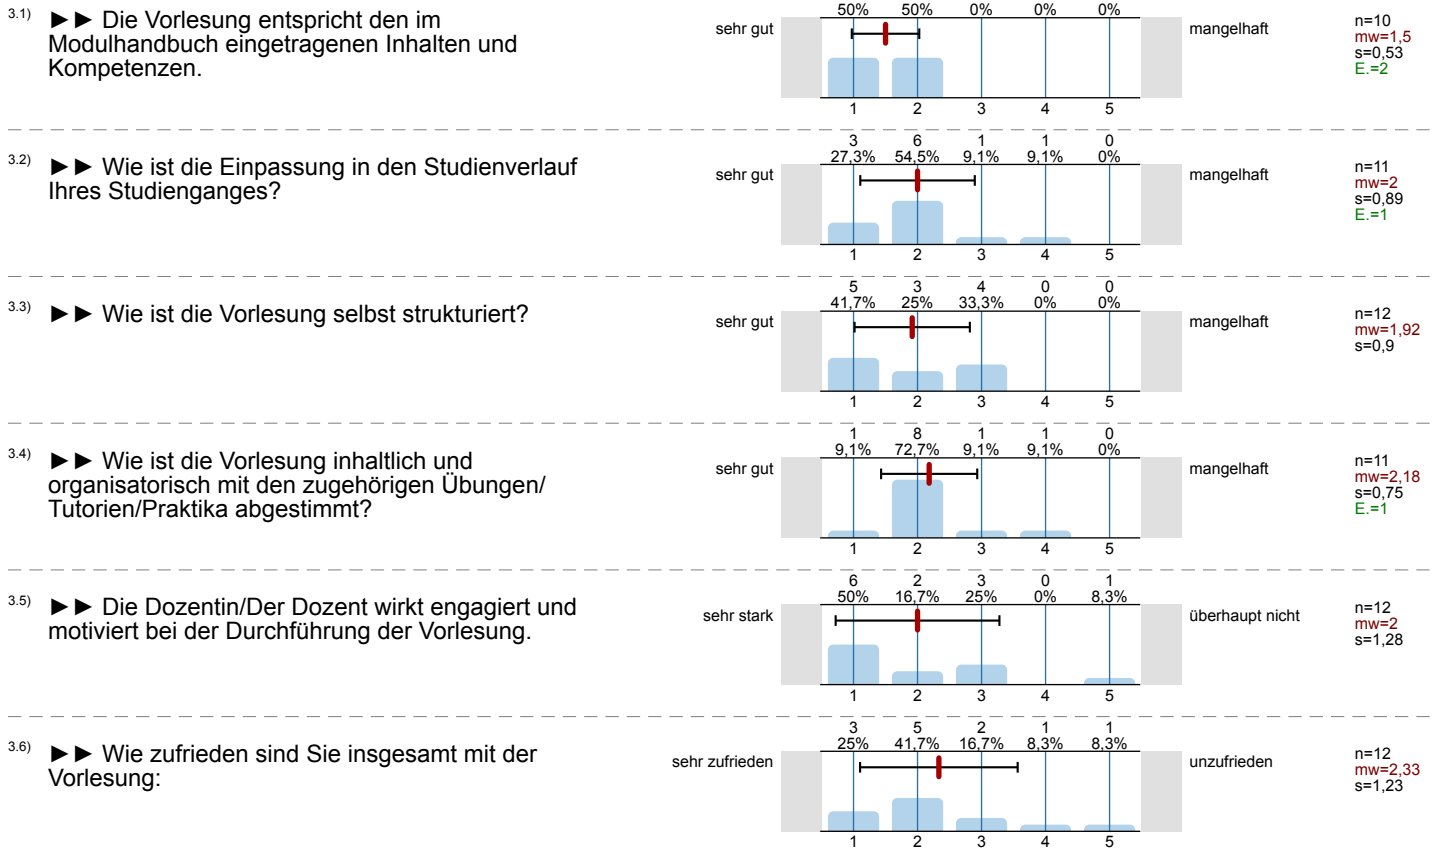 3.1) ►► Die Vorlesung entspricht den im
Modulhandbuch eingetragenen Inhalten und
Kompetenzen.
50% 50% 0% 0% 0%
sehr gut mangelhaft
1 2 3 4 5
n=10
mw=1,5
s=0,53
E.=2
3.2) ►► Wie ist die Einpassung in den Studienverlauf
Ihres Studienganges?
3 6 1 1 0
27,3% 54,5% 9,1% 9,1% 0%
sehr gut mangelhaft
1 2 3 4 5
n=11
mw=2
s=0,89
E.=1
3.3) ►► Wie ist die Vorlesung selbst strukturiert?
5 3 4 0 0
41,7% 25% 33,3% 0% 0%
sehr gut mangelhaft
1 2 3 4 5
n=12
mw=1,92
s=0,9
3.4) ►► Wie ist die Vorlesung inhaltlich und
organisatorisch mit den zugehörigen Übungen/
Tutorien/Praktika abgestimmt?
1 8 1 1 0
9,1% 72,7% 9,1% 9,1% 0%
sehr gut mangelhaft
1 2 3 4 5
n=11
mw=2,18
s=0,75
E.=1
3.5) ►► Die Dozentin/Der Dozent wirkt engagiert und
motiviert bei der Durchführung der Vorlesung.
6 2 3 0 1
50% 16,7% 25% 0% 8,3%
sehr stark überhaupt nicht
1 2 3 4 5
n=12
mw=2
s=1,28
3.6) ►► Wie zufrieden sind Sie insgesamt mit der
Vorlesung:
3 5 2 1 1
25% 41,7% 16,7% 8,3% 8,3%
sehr zufrieden unzufrieden
1 2 3 4 5
n=12
mw=2,33
s=1,23